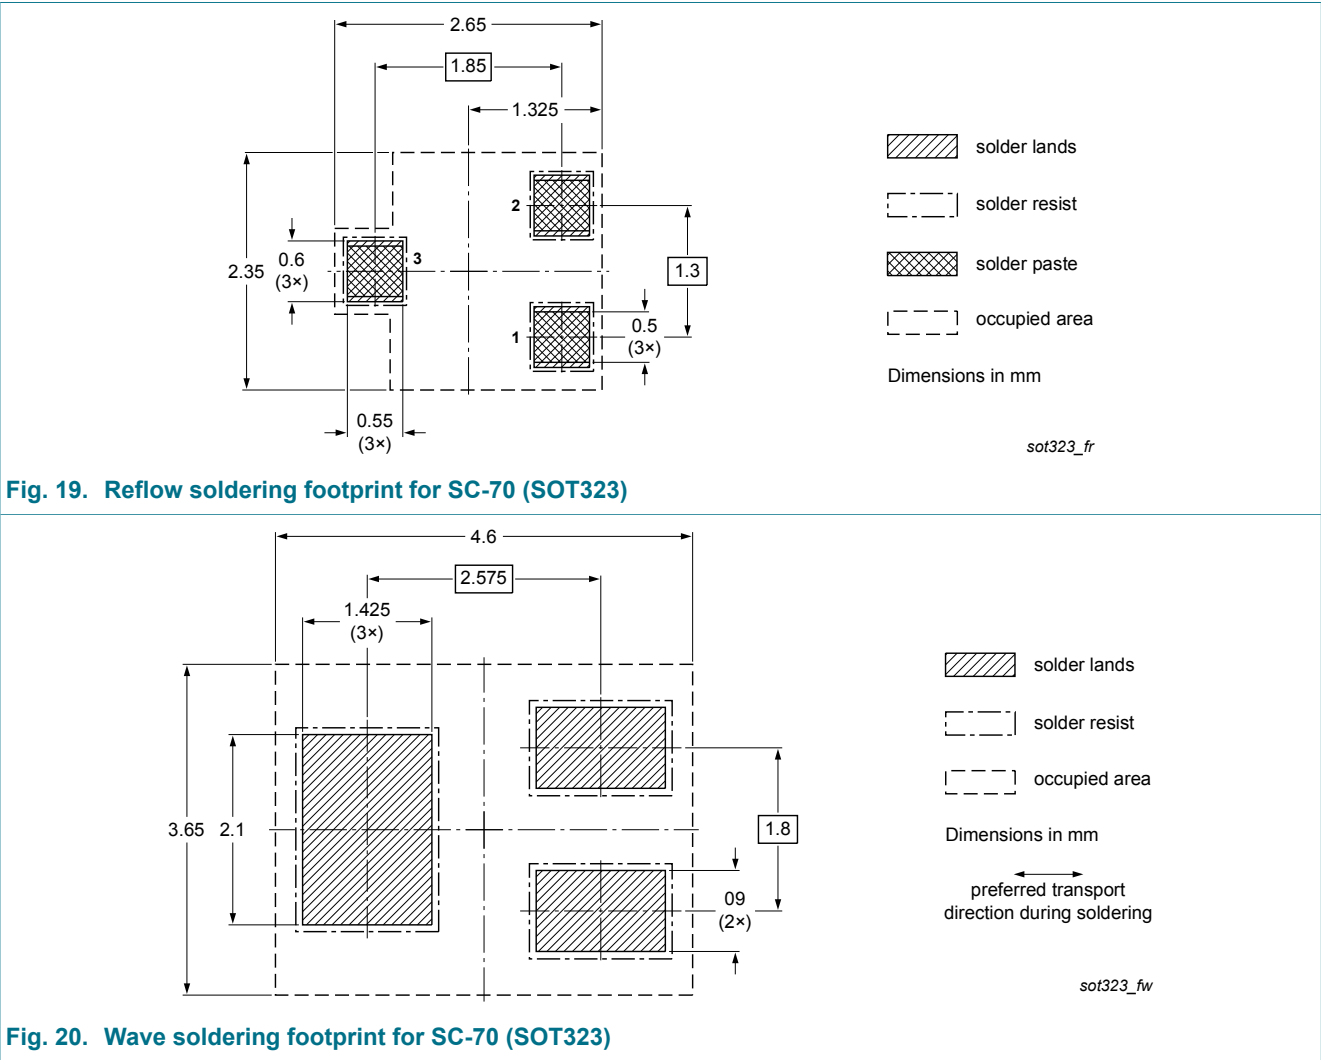 2.65
1.85
1.325
solder lands
solder resist
2
0.6
(3×)
3
2.35
1.3
solder paste
0.5
(3×)
1
occupied area
Dimensions in mm
0.55
(3×)
sot323_fr
Fig. 19. Reflow soldering footprint for SC-70 (SOT323)
4.6
2.575
1.425
(3×)
solder lands
solder resist
occupied area
3.65
2.1
1.8
Dimensions in mm
preferred transport
direction during soldering
09
(2×)
sot323_fw
Fig. 20. Wave soldering footprint for SC-70 (SOT323)